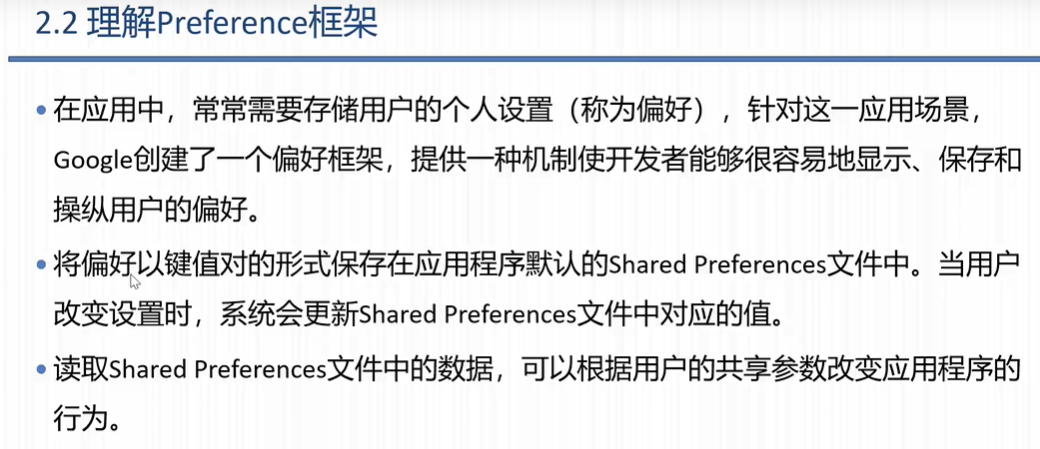 2.2 理解Preference框架
•在应用中，常常需要存储用户的个人设置（称为偏好），针对这一应用场景，
Google创建了一个偏好框架，提供一种机制使开发者能够很容易地显示、保存和
操纵用户的偏好。
•将偏好以键值对的形式保存在应用程序默认的Shared Preferences文件中。当用户
改变设置时，系统会更新Shared Preferences文件中对应的值。
•读取Shared Preferences文件中的数据，可以根据用户的共享参数改变应用程序的
行为。